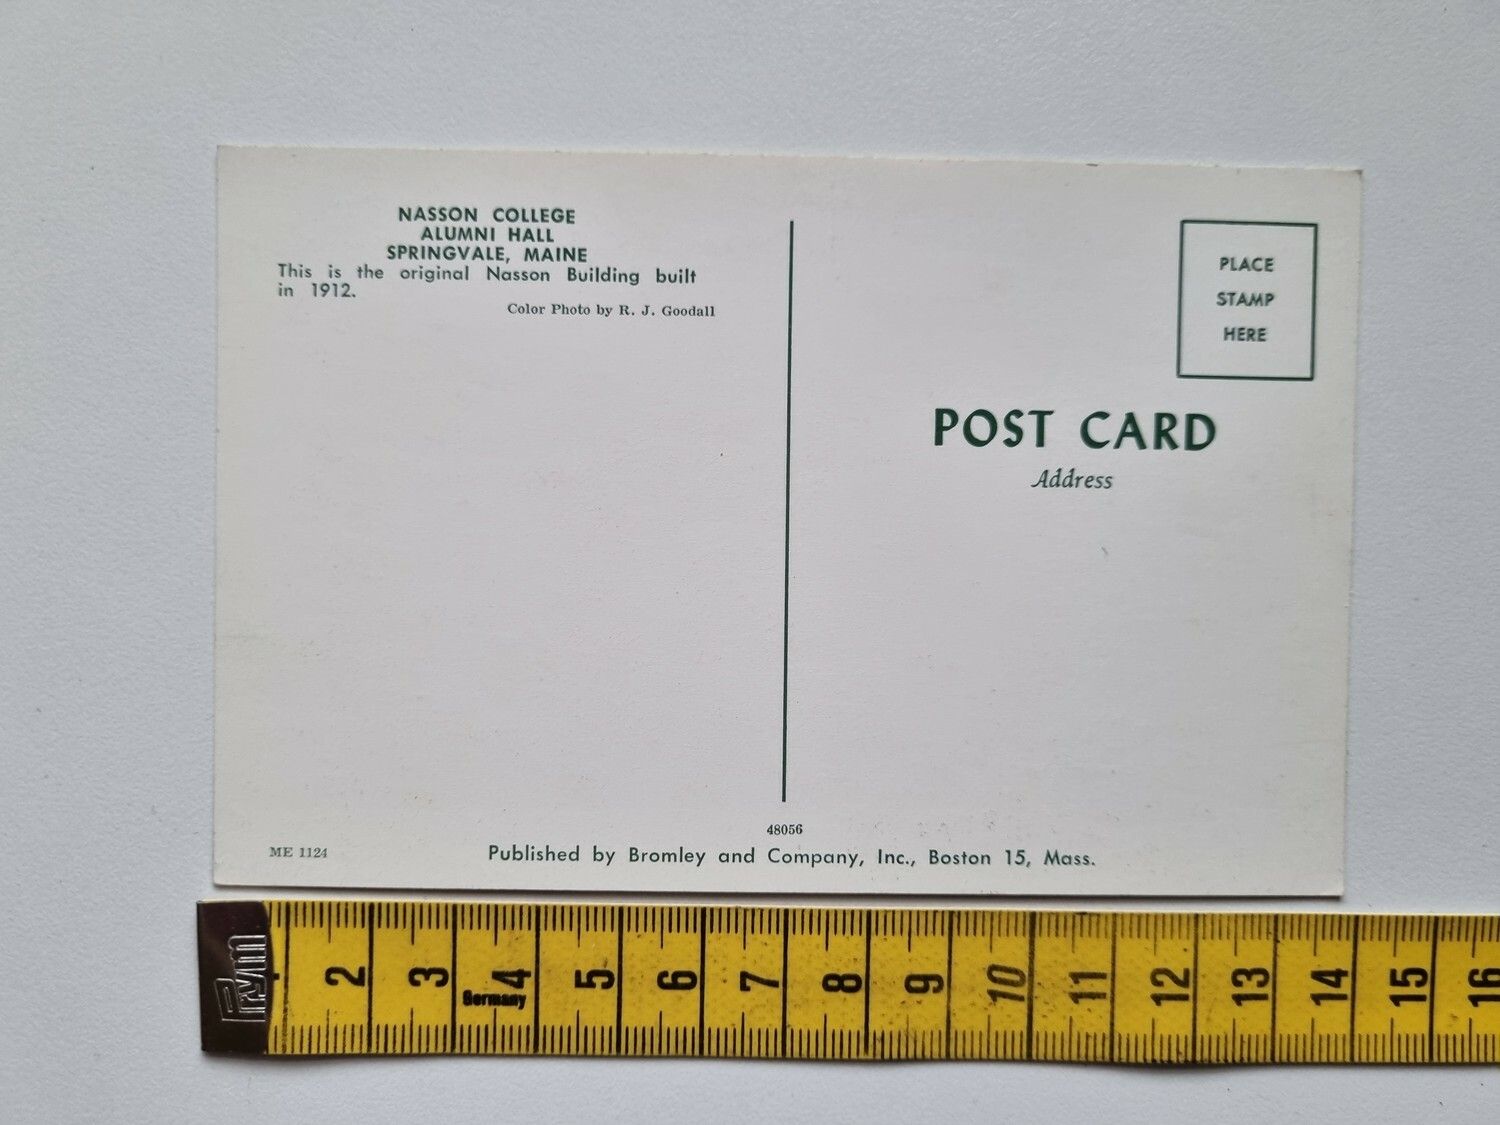 NASSON COLLEGE
ALUMNI HALL
SPRINGVALE, MAINE
This is the original Nasson Building built
in 1912.
Color Photo by R. J. Goodall
PLACE
STAMP
HERE
POST CARD
Address
48056
ME 1124
Published by Bromley and Company, Inc., Boston 15, Mass.
Prym
2 3 4 5 6 7 8 9 10 11 12 13 14 15 16
Germany